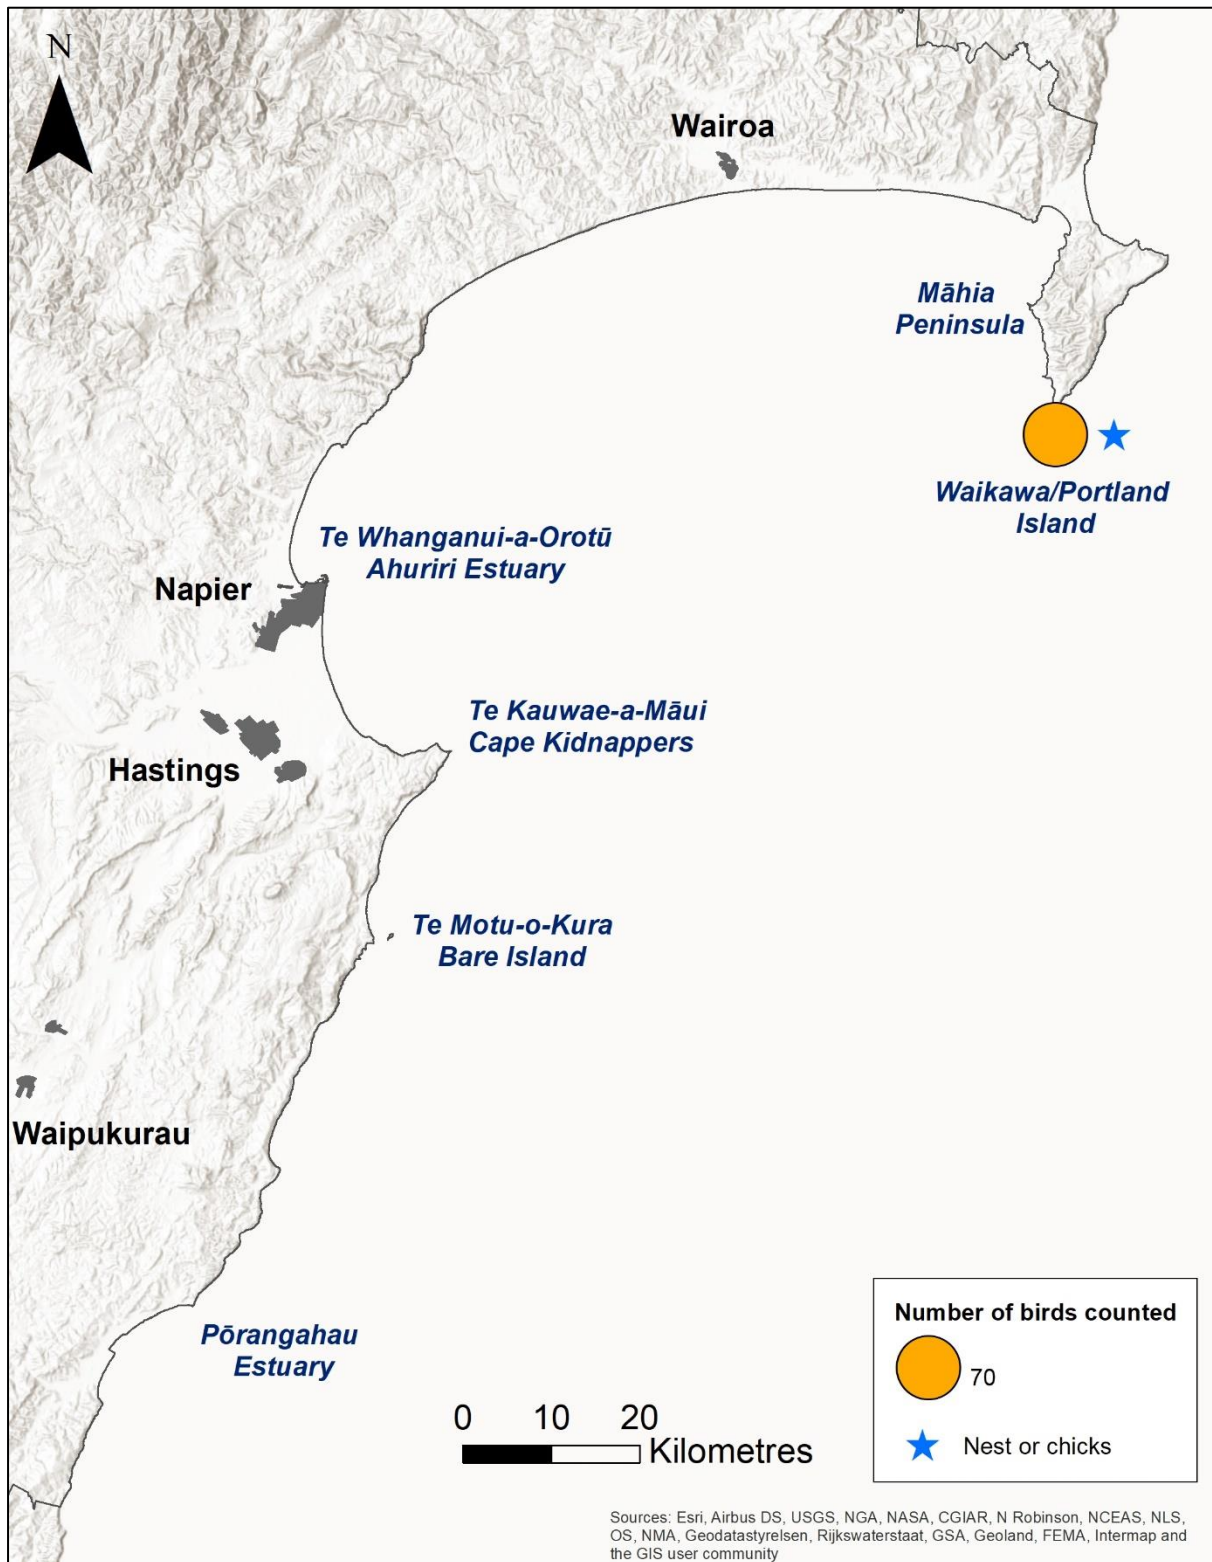 N
Wairoa
Māhia
Peninsula
Waikawa/Portland
Island
Te Whanganui-a-Orotū
Ahuriri Estuary
Napier
Te Kauwae-a-Māui
Cape Kidnappers
Hastings
Te Motu-o-Kura
Bare Island
Waipukurau
Pōrangahau
Estuary
Number of birds counted
70
Nest or chicks
0 10 20
Kilometres
Sources: Esri, Airbus DS, USGS, NGA, NASA, CGIAR, N Robinson, NCEAS, NLS,
OS, NMA, Geodatastyrelsen, Rijkswaterstaat, GSA, Geoland, FEMA, Intermap and
the GIS user community